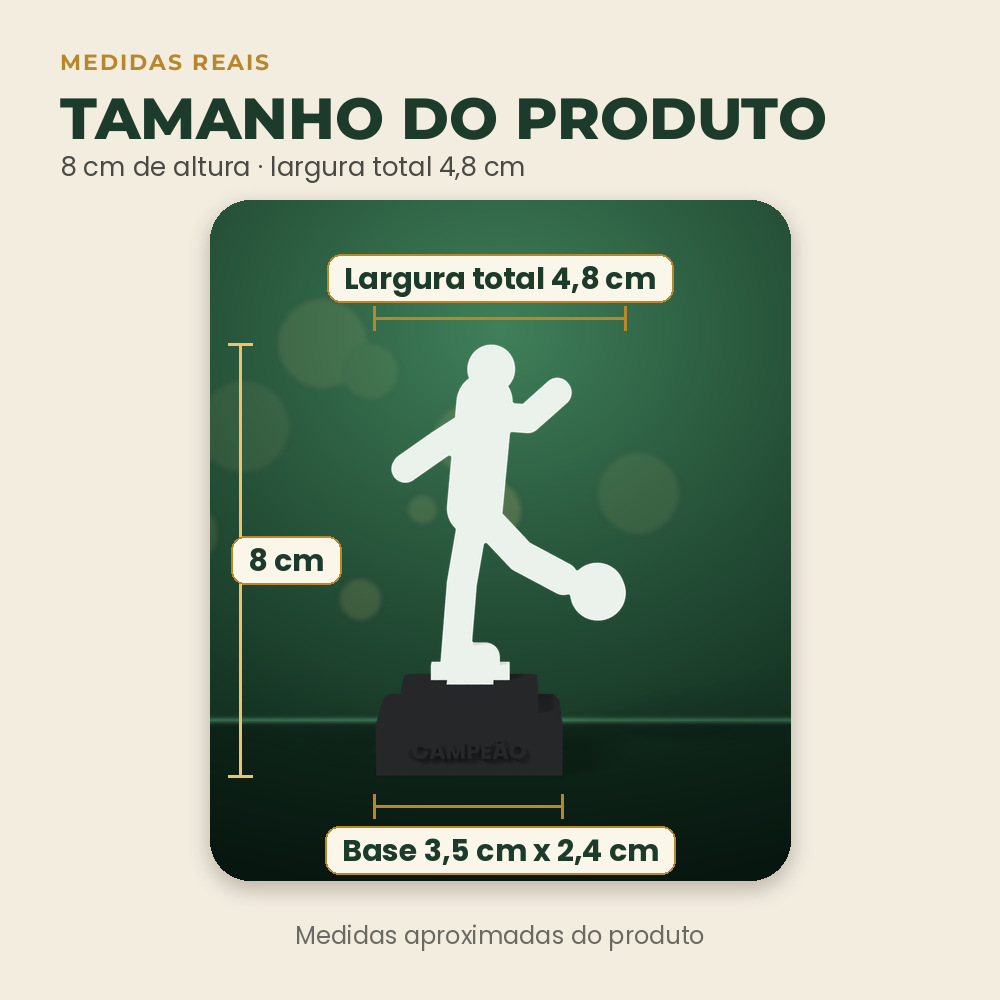 MEDIDAS REAIS
TAMANHO DO PRODUTO
8 cm de altura · largura total 4,8 cm
Largura total 4,8 cm
8 cm
CAMPEÃO
Base 3,5 cm x 2,4 cm
Medidas aproximadas do produto